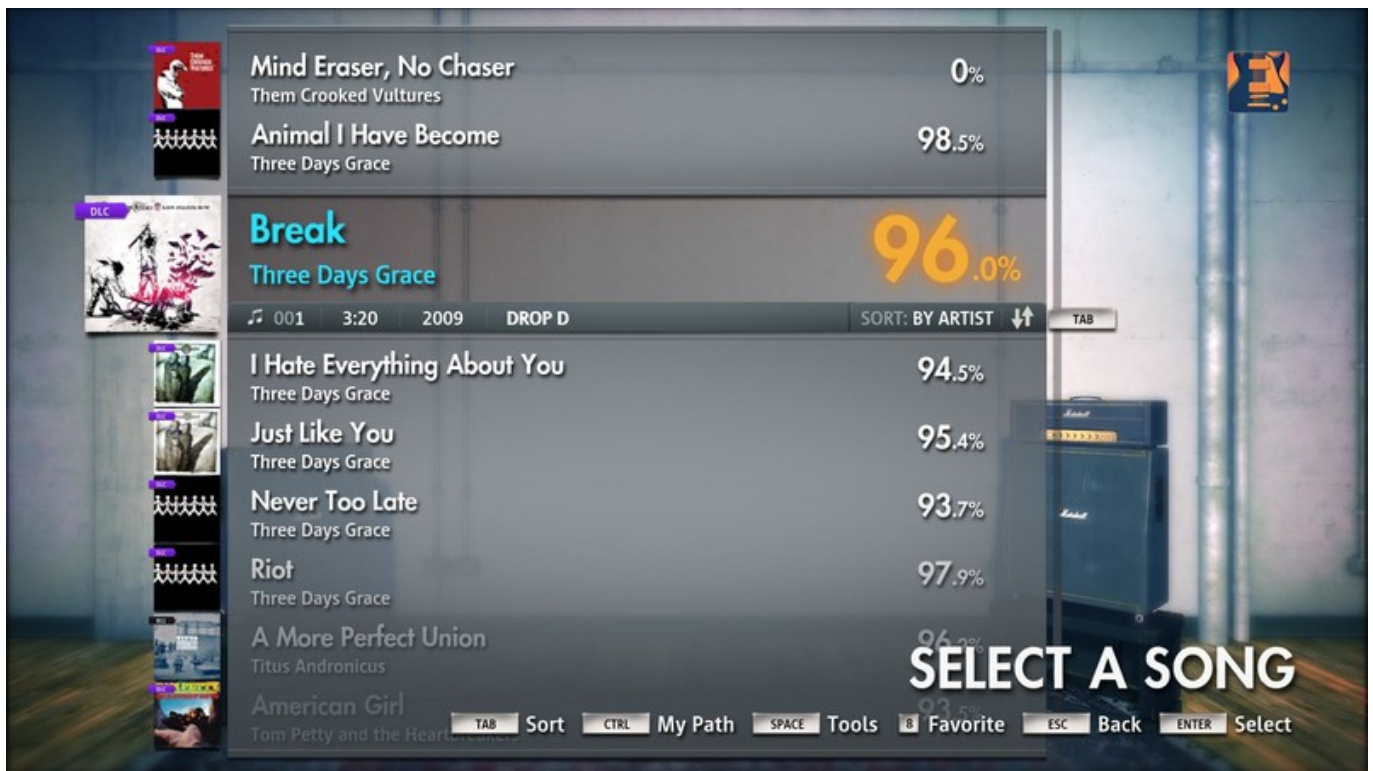 DLC
Mind Eraser, No Chaser
0%
Them Crooked Vultures
DLC
Animal I Have Become
98.5%
Three Days Grace
DLC
Break
96.0%
Three Days Grace
001 3:20 2009 DROP D SORT: BY ARTIST TAB
DLC
I Hate Everything About You
94.5%
Three Days Grace
DLC
Just Like You
95.4%
Three Days Grace
DLC
Never Too Late
93.7%
Three Days Grace
DLC
Riot
97.9%
Three Days Grace
A More Perfect Union
Titus Andronicus
SELECT A SONG
DLC
American Girl
Tom Petty and the Heartbreakers
TAB Sort CTRL My Path SPACE Tools 8 Favorite ESC Back ENTER Select
E
Marshall
Marshall